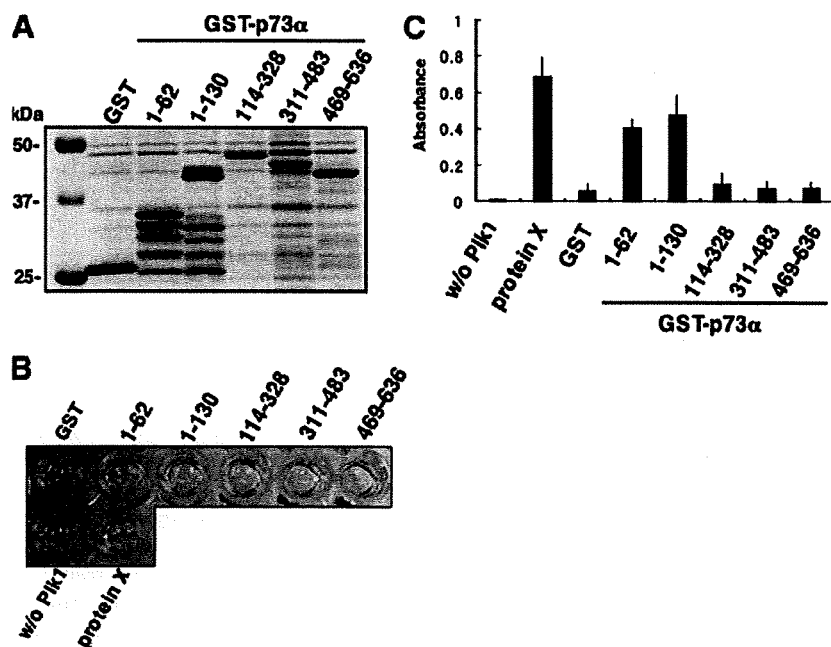 A
GST-p73α
GST
1-62
1-130
114-328
311-483
469-636
kDa
50-
37-
25-
C
Absorbance
1
0.8
0.6
0.4
0.2
0
w/o Plk1
protein X
GST
1-62
1-130
114-328
311-483
469-636
GST-p73α
B
GST
1-62
1-130
114-328
311-483
469-636
w/o Plk1
protein X